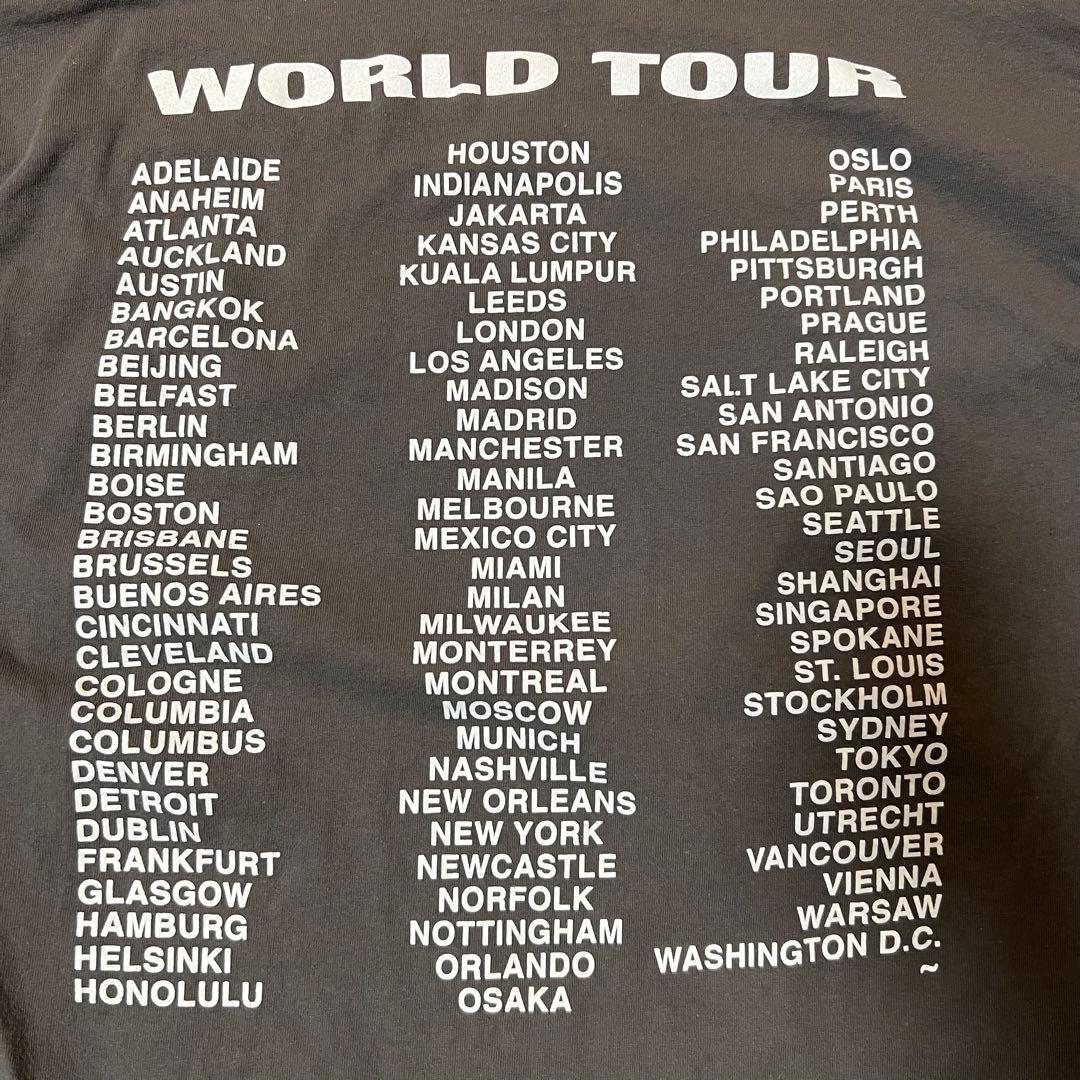 WORLD TOUR
ADELAIDE
ANAHEIM
ATLANTA
AUCKLAND
AUSTIN
BANGKOK
BARCELONA
BEIJING
BELFAST
BERLIN
BIRMINGHAM
BOISE
BOSTON
BRISBANE
BRUSSELS
BUENOS AIRES
CINCINNATI
CLEVELAND
COLOGNE
COLUMBIA
COLUMBUS
DENVER
DETROIT
DUBLIN
FRANKFURT
GLASGOW
HAMBURG
HELSINKI
HONOLULU
HOUSTON
INDIANAPOLIS
JAKARTA
KANSAS CITY
KUALA LUMPUR
LEEDS
LONDON
LOS ANGELES
MADISON
MADRID
MANCHESTER
MANILA
MELBOURNE
MEXICO CITY
MIAMI
MILAN
MILWAUKEE
MONTERREY
MONTREAL
MOSCOW
MUNICH
NASHVILLE
NEW ORLEANS
NEW YORK
NEWCASTLE
NORFOLK
NOTTINGHAM
ORLANDO
OSAKA
OSLO
PARIS
PERTH
PHILADELPHIA
PITTSBURGH
PORTLAND
PRAGUE
RALEIGH
SALT LAKE CITY
SAN ANTONIO
SAN FRANCISCO
SANTIAGO
SAO PAULO
SEATTLE
SEOUL
SHANGHAI
SINGAPORE
SPOKANE
ST. LOUIS
STOCKHOLM
SYDNEY
TOKYO
TORONTO
UTRECHT
VANCOUVER
VIENNA
WARSAW
WASHINGTON D.C.
~